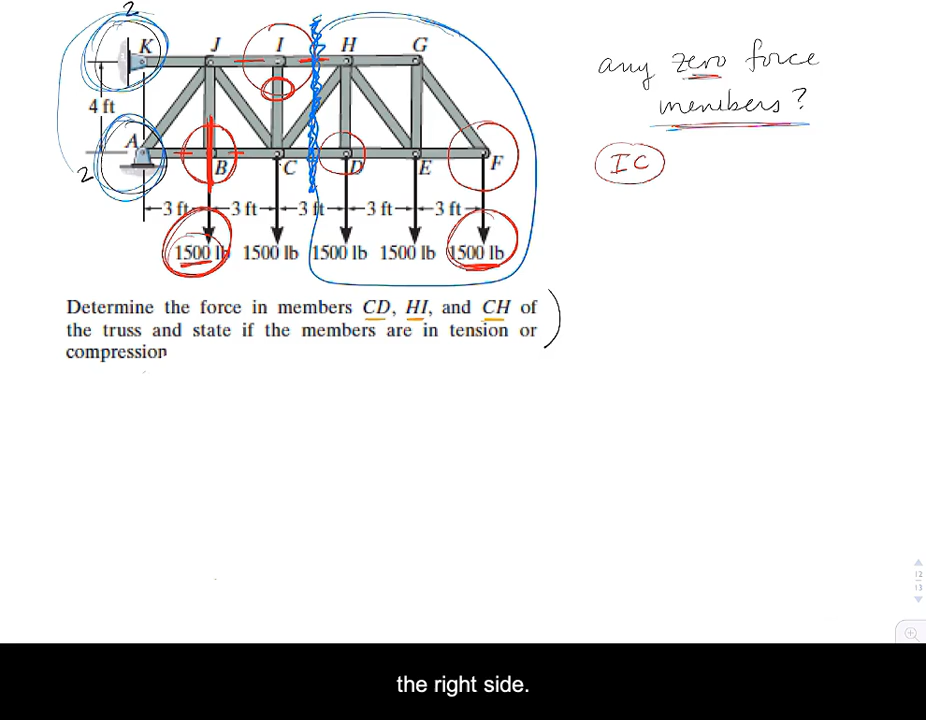 2
K J I H G
any zero force
members ?
4 ft
A
B C D E F
I C
2
3 ft 3 ft 3 ft 3 ft 3 ft
1500 lb 1500 lb 1500 lb 1500 lb 1500 lb
Determine the force in members CD, HI, and CH of
the truss and state if the members are in tension or
compression
12
13
the right side.